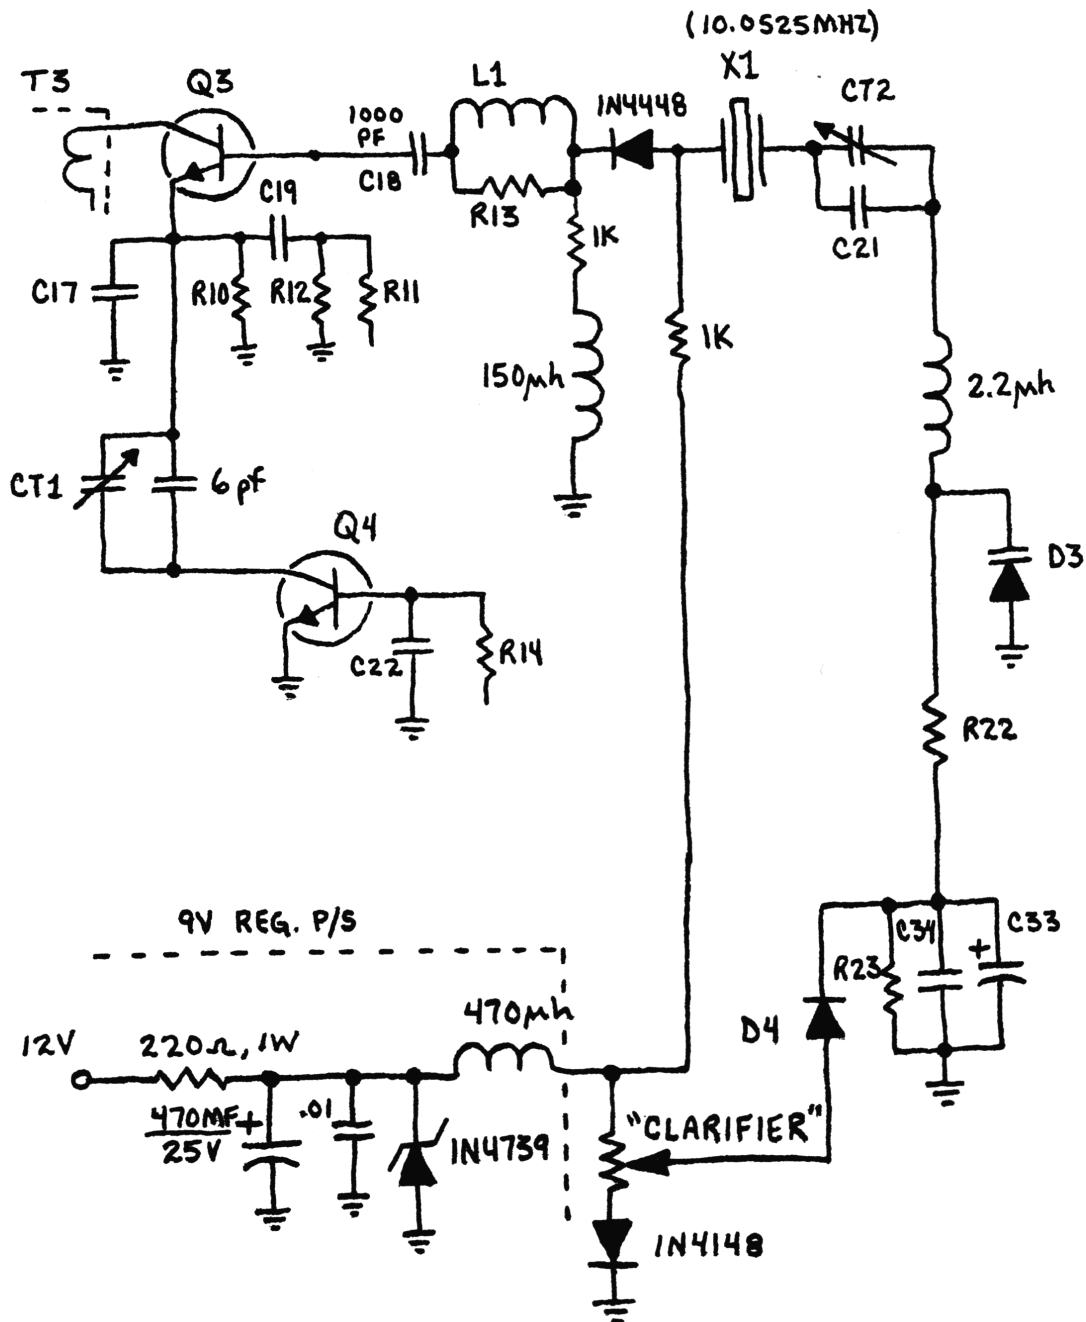 (10.0525MHZ)
X1
T3
Q3
L1
1N4448
CT2
1000
PF
C18
C19
R13
C21
1K
C17
R10
R12
R11
1K
150µh
2.2µh
CT1
6pf
Q4
D3
C22
R14
R22
9V REG. P/S
C34
C33
+
R23
470µh
D4
12V
220Ω, 1W
470MF
25V
+
.01
1N4739
"CLARIFIER"
1N4148